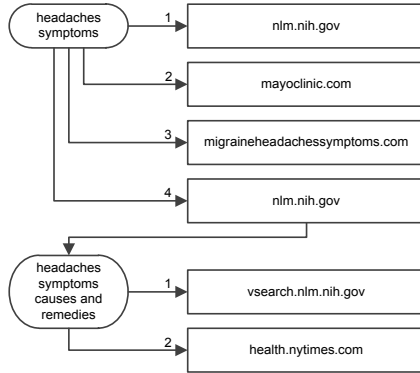 headaches
symptoms
1
nlm.nih.gov
2
mayoclinic.com
3
migraineheadachessymptoms.com
4
nlm.nih.gov
headaches
symptoms
causes and
remedies
1
vsearch.nlm.nih.gov
2
health.nytimes.com